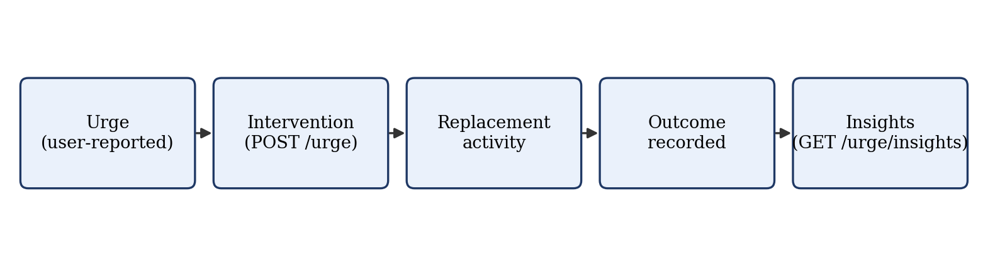 Urge
(user-reported)
Intervention
(POST /urge)
Replacement
activity
Outcome
recorded
Insights
(GET /urge/insights)